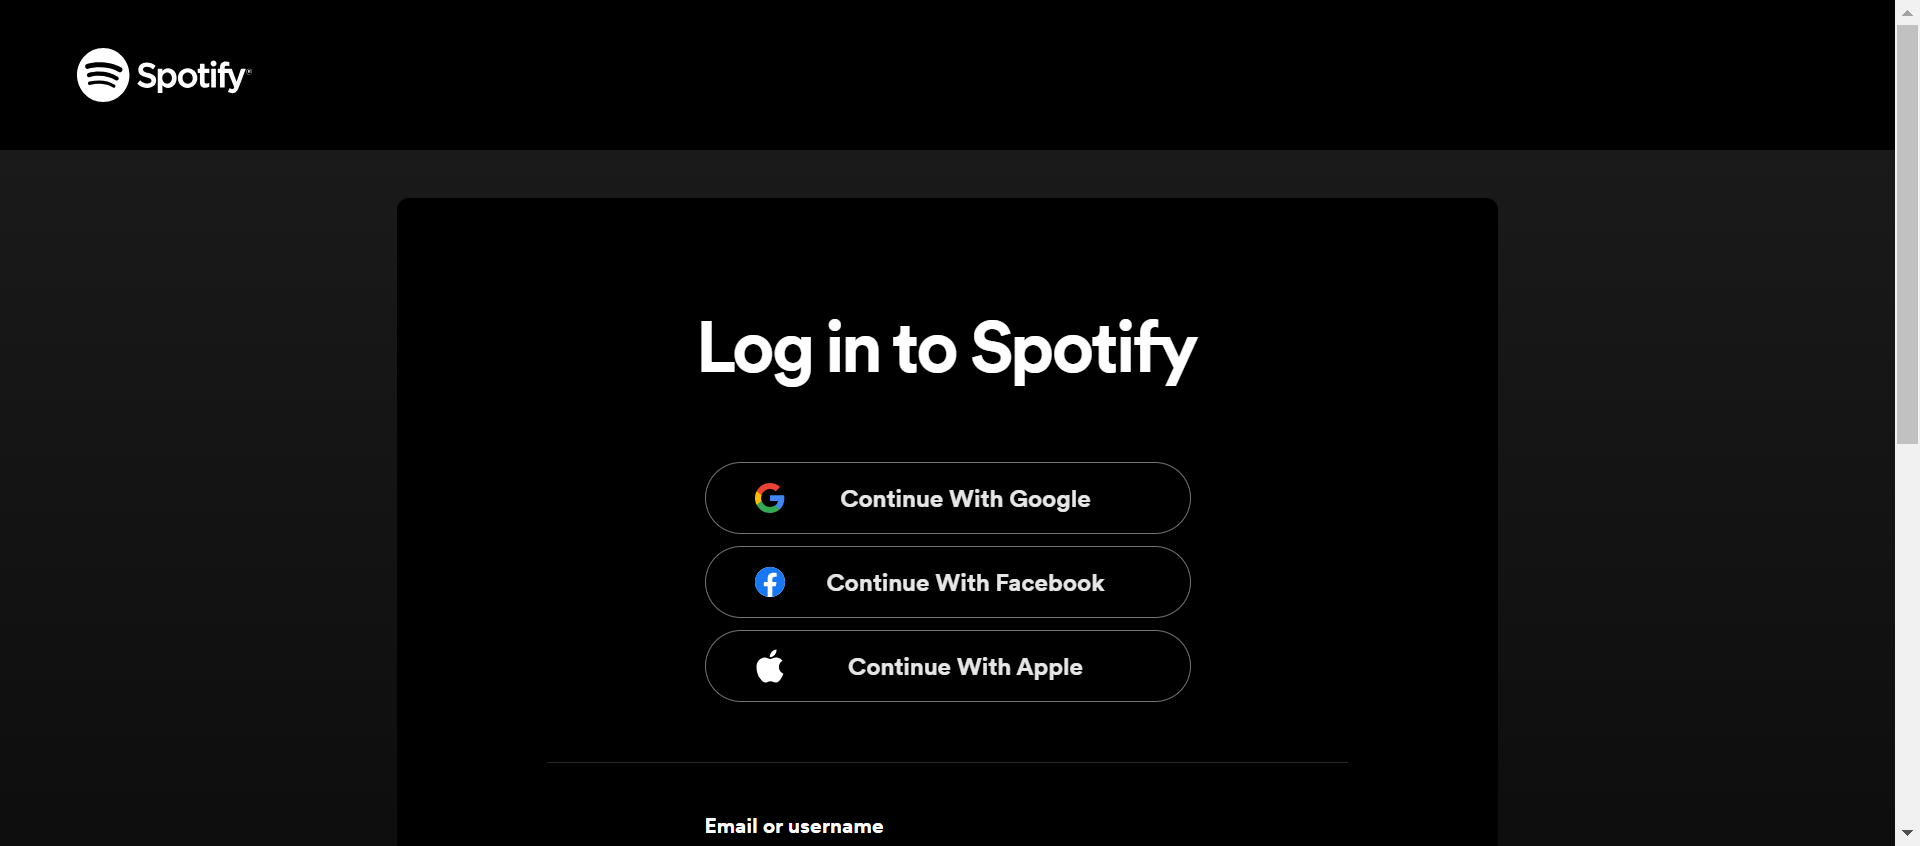 Spotify
Log in to Spotify
Continue With Google
Continue With Facebook
Continue With Apple
Email or username